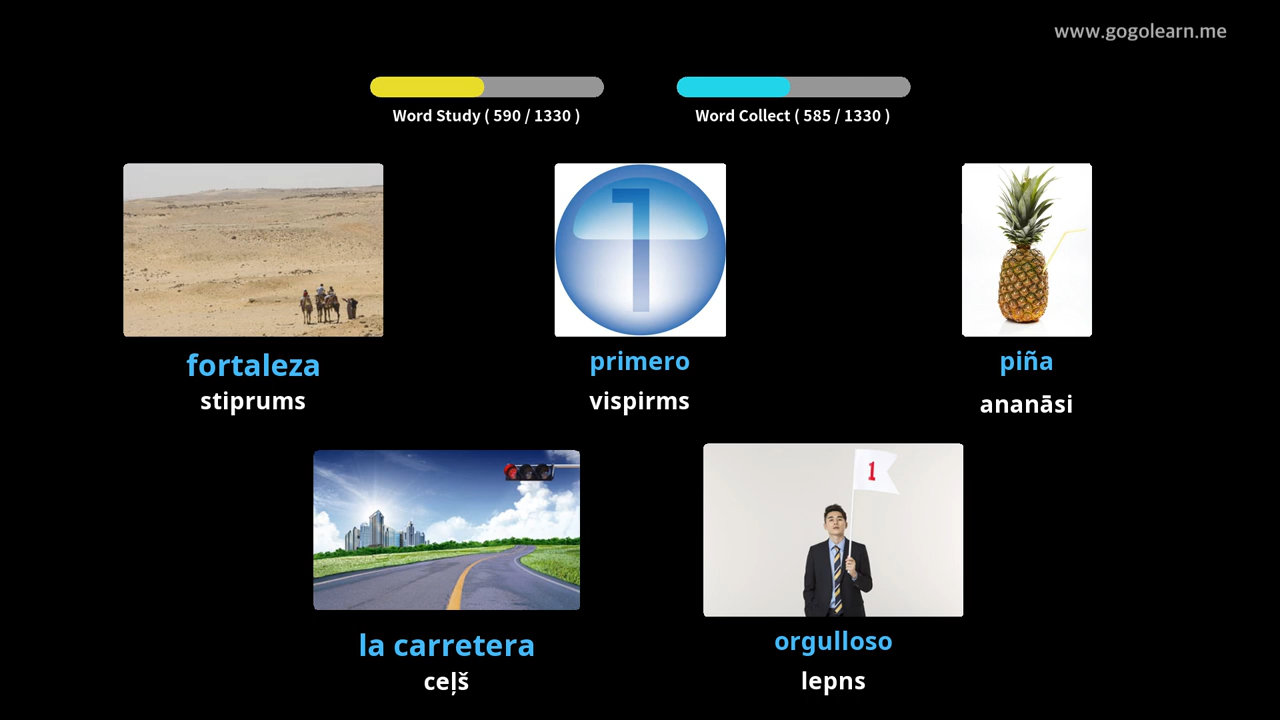 www.gogolearn.me
Word Study ( 590 / 1330 )
Word Collect ( 585 / 1330 )
1
fortaleza
stiprums
primero
vispirms
piña
ananāsi
1
la carretera
ceļš
orgulloso
lepns